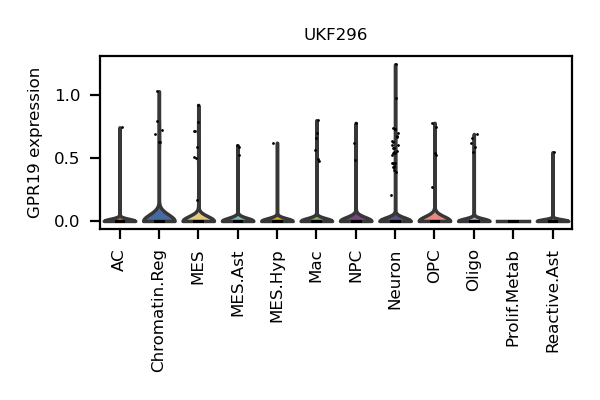 UKF296
GPR19 expression
1.0
0.5
0.0
AC
Chromatin.Reg
MES
MES.Ast
MES.Hyp
Mac
NPC
Neuron
OPC
Oligo
Prolif.Metab
Reactive.Ast